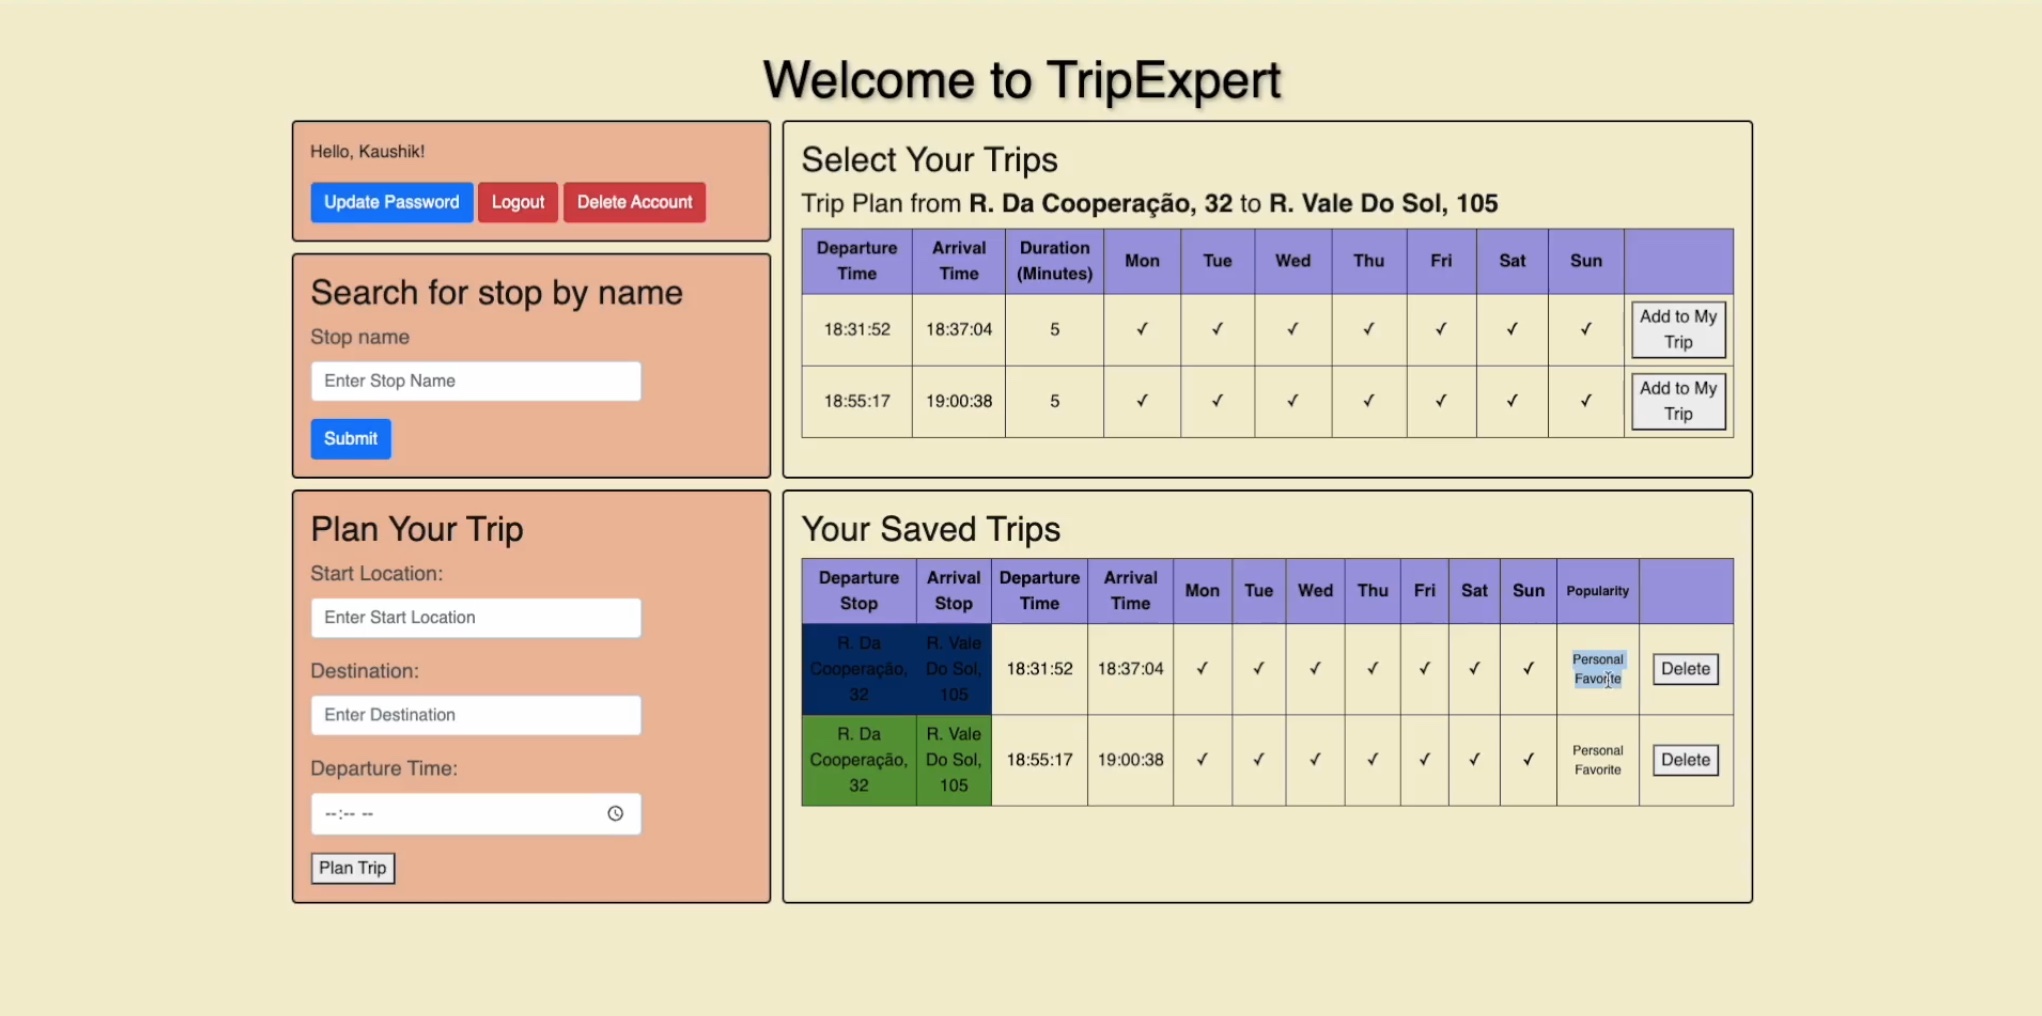 Welcome to TripExpert
Hello, Kaushik!
Update Password Logout Delete Account
Search for stop by name
Stop name
Enter Stop Name
Submit
Plan Your Trip
Start Location:
Enter Start Location
Destination:
Enter Destination
Departure Time:
--:-- --
Plan Trip
Select Your Trips
Trip Plan from R. Da Cooperação, 32 to R. Vale Do Sol, 105
Departure Time Arrival Time Duration (Minutes) Mon Tue Wed Thu Fri Sat Sun
18:31:52 18:37:04 5 ✓ ✓ ✓ ✓ ✓ ✓ ✓ Add to My Trip
18:55:17 19:00:38 5 ✓ ✓ ✓ ✓ ✓ ✓ ✓ Add to My Trip
Your Saved Trips
Departure Stop Arrival Stop Departure Time Arrival Time Mon Tue Wed Thu Fri Sat Sun Popularity
R. Da Cooperação, 32 R. Vale Do Sol, 105 18:31:52 18:37:04 ✓ ✓ ✓ ✓ ✓ ✓ ✓ Personal Favorite Delete
R. Da Cooperação, 32 R. Vale Do Sol, 105 18:55:17 19:00:38 ✓ ✓ ✓ ✓ ✓ ✓ ✓ Personal Favorite Delete